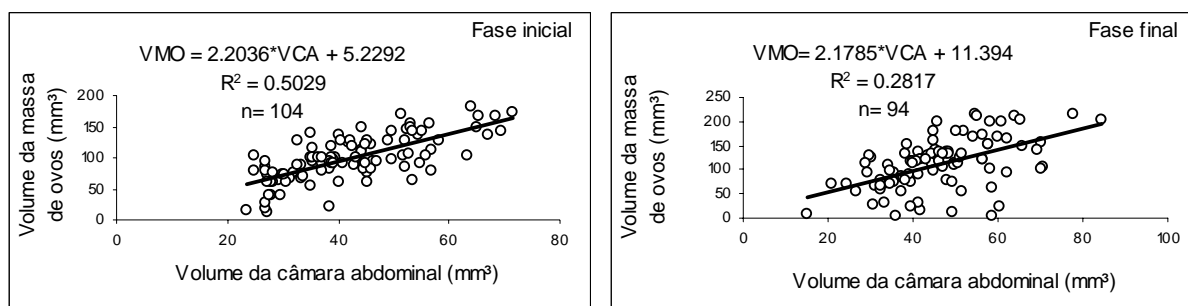 Fase inicial
VMO = 2.2036*VCA + 5.2292
R² = 0.5029
n= 104
Volume da massa
de ovos (mm³)
200
150
100
50
0
0 20 40 60 80
Volume da câmara abdominal (mm³)
Fase final
VMO= 2.1785*VCA + 11.394
R² = 0.2817
n= 94
Volume da massa
de ovos (mm³)
250
200
150
100
50
0
0 20 40 60 80 100
Volume da câmara abdominal (mm³)